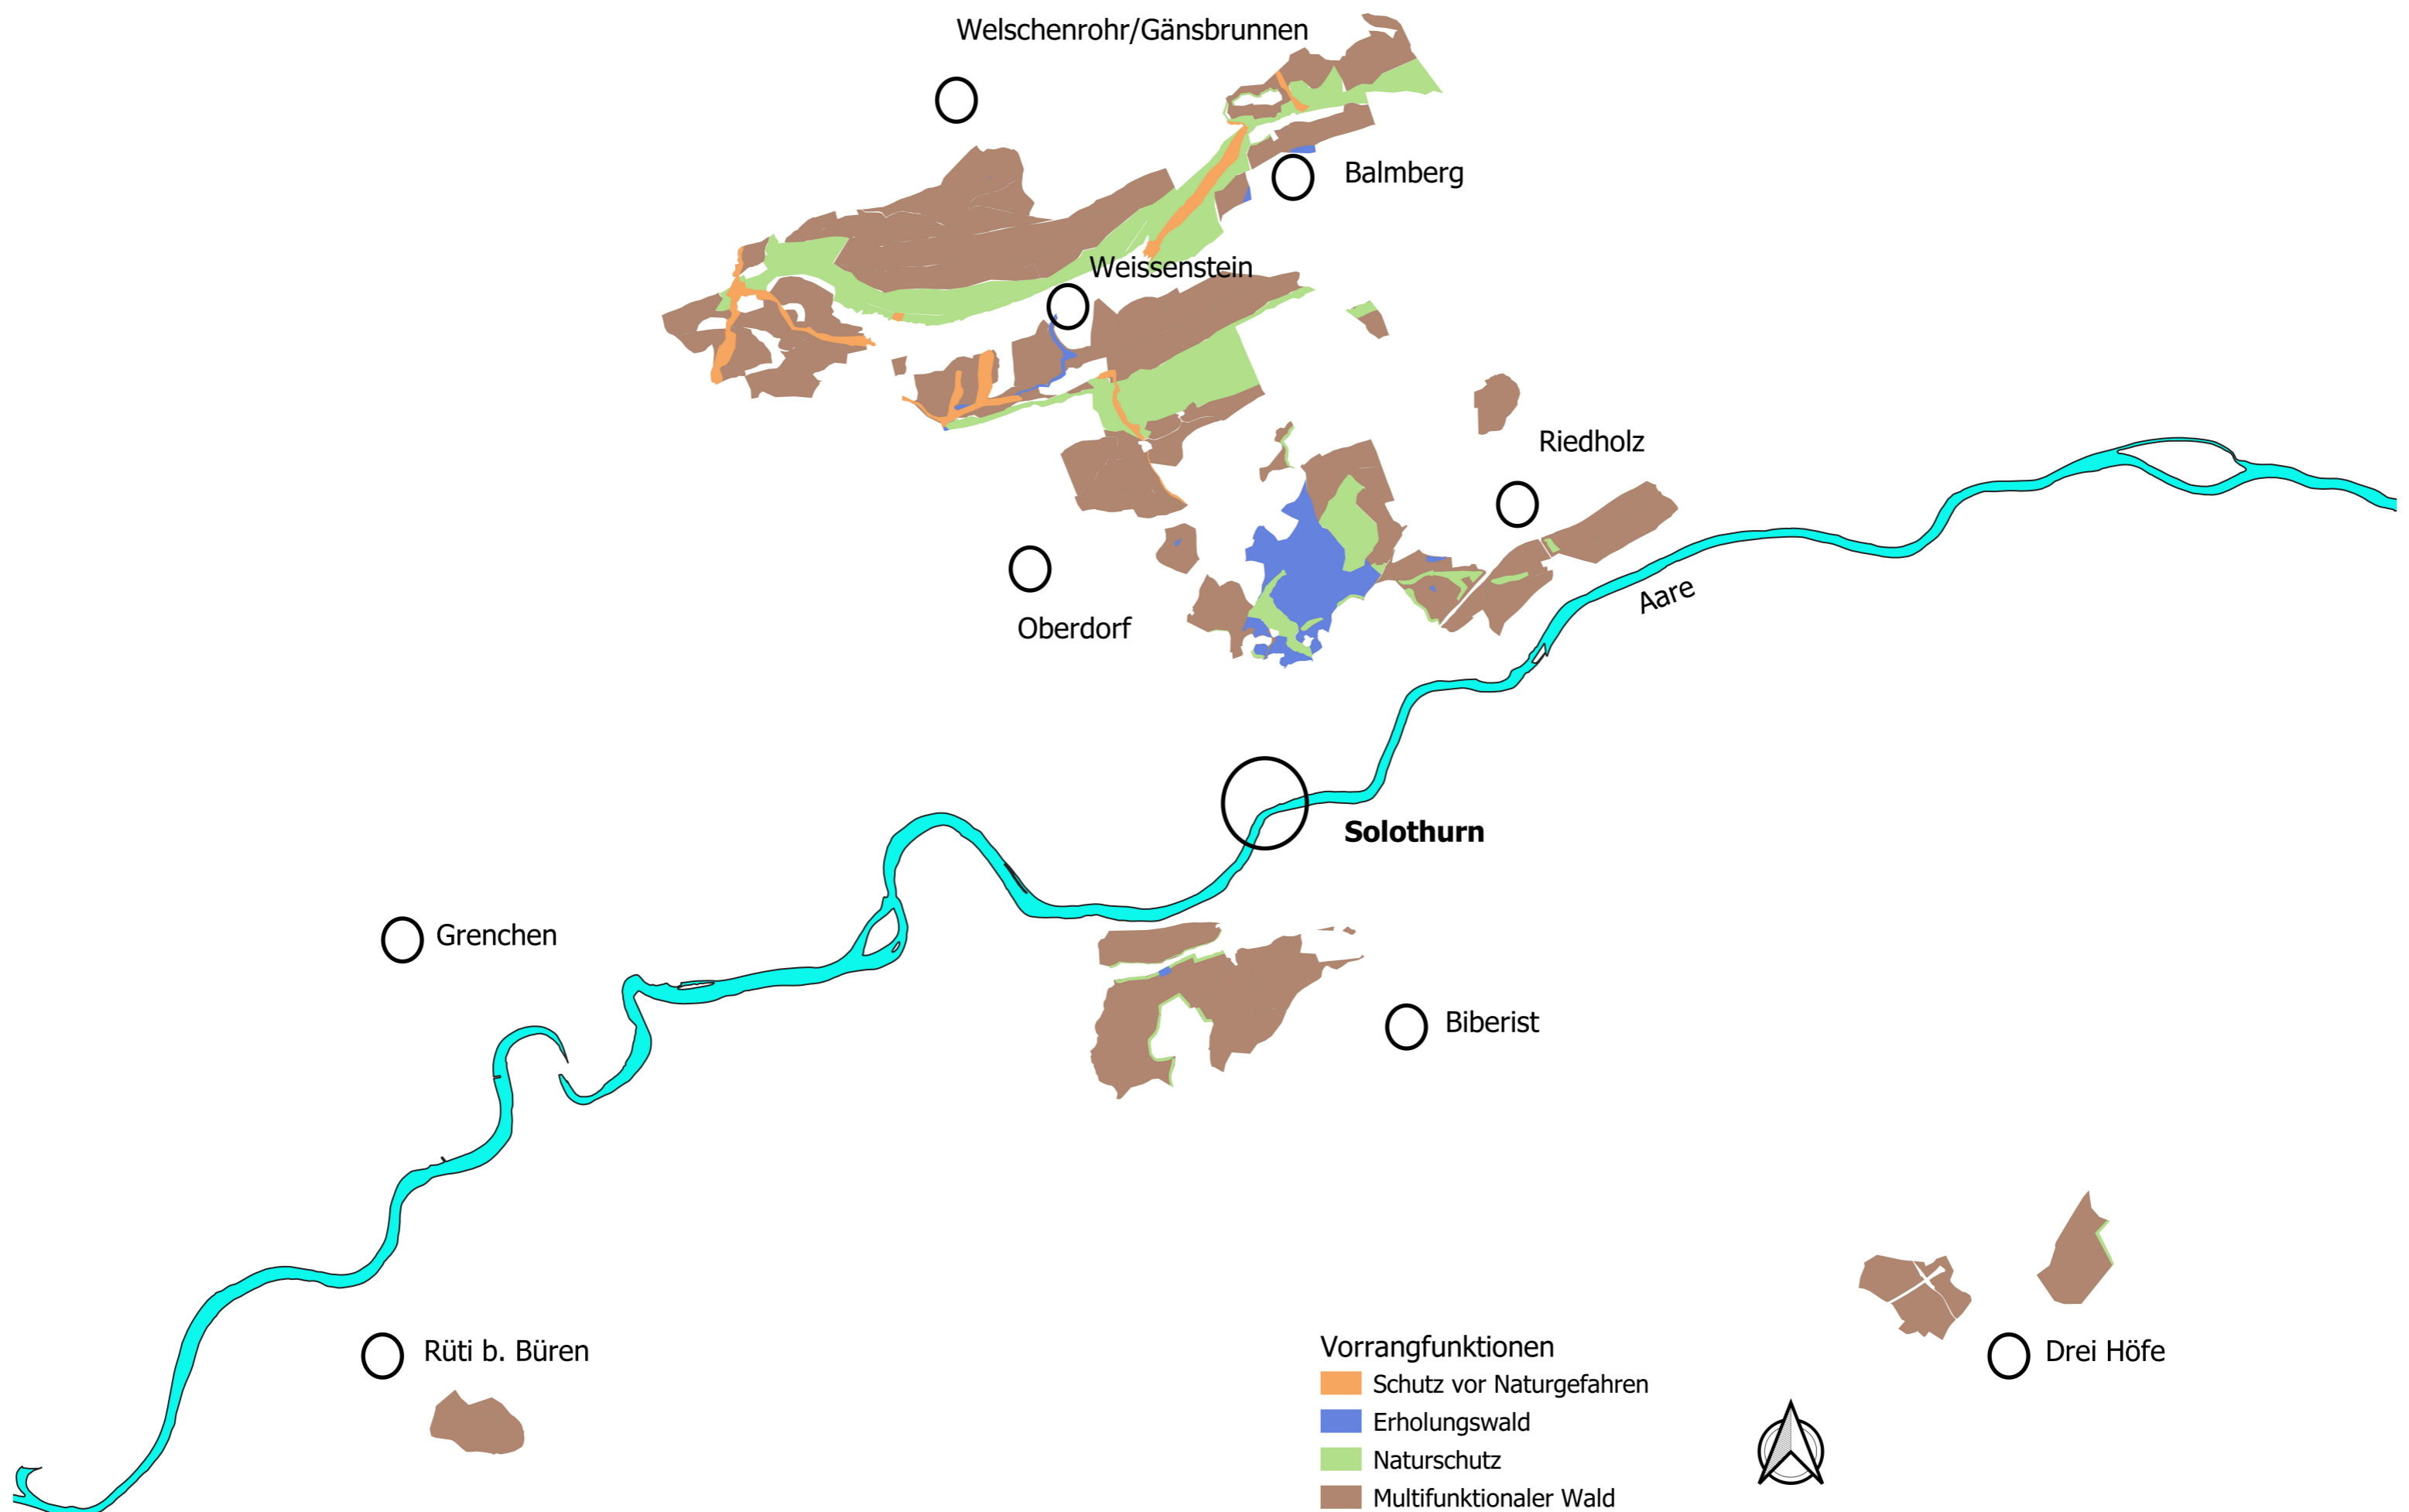 Welschenrohr/Gänsbrunnen
Balmberg
Weissenstein
Riedholz
Aare
Oberdorf
Solothurn
Grenchen
Biberist
Rüti b. Büren
Drei Höfe
Vorrangfunktionen
Schutz vor Naturgefahren
Erholungswald
Naturschutz
Multifunktionaler Wald